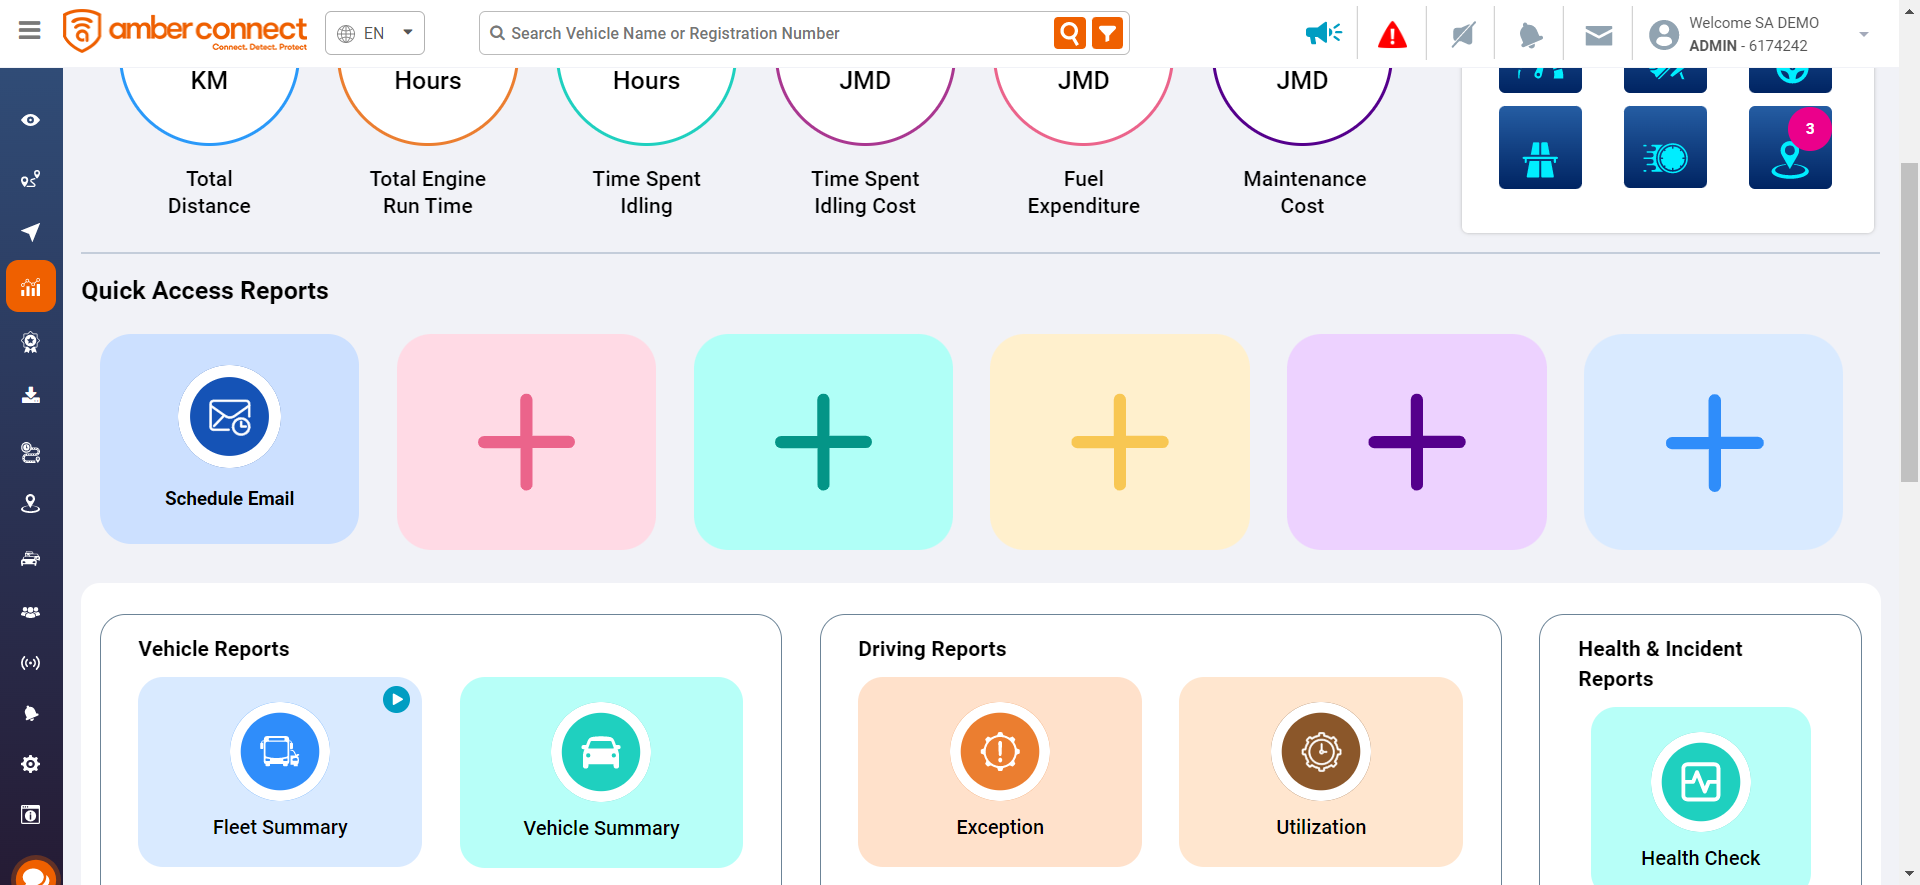 amber connect
Connect. Detect. Protect
EN
Search Vehicle Name or Registration Number
Welcome SA DEMO
ADMIN - 6174242
KM
Hours
Hours
JMD
JMD
JMD
3
Total
Distance
Total Engine
Run Time
Time Spent
Idling
Time Spent
Idling Cost
Fuel
Expenditure
Maintenance
Cost
Quick Access Reports
Schedule Email
Vehicle Reports
Fleet Summary
Vehicle Summary
Driving Reports
Exception
Utilization
Health & Incident
Reports
Health Check